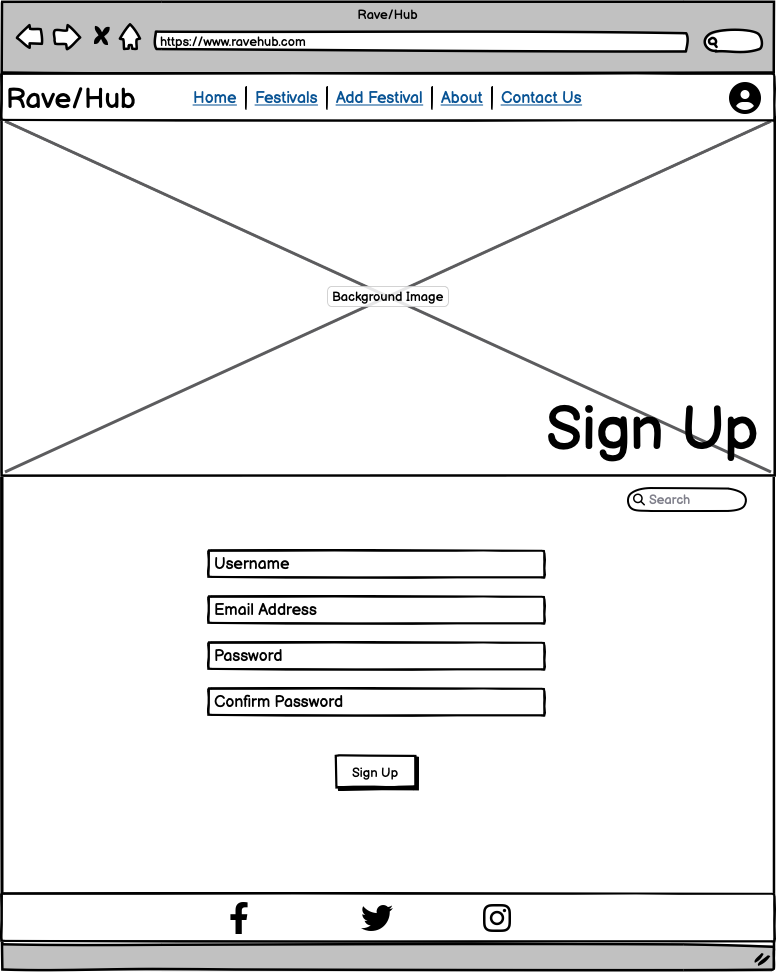 Rave/Hub
https://www.ravehub.com
Rave/Hub Home Festivals Add Festival About Contact Us
Background Image
Sign Up
Search
Username
Email Address
Password
Confirm Password
Sign Up